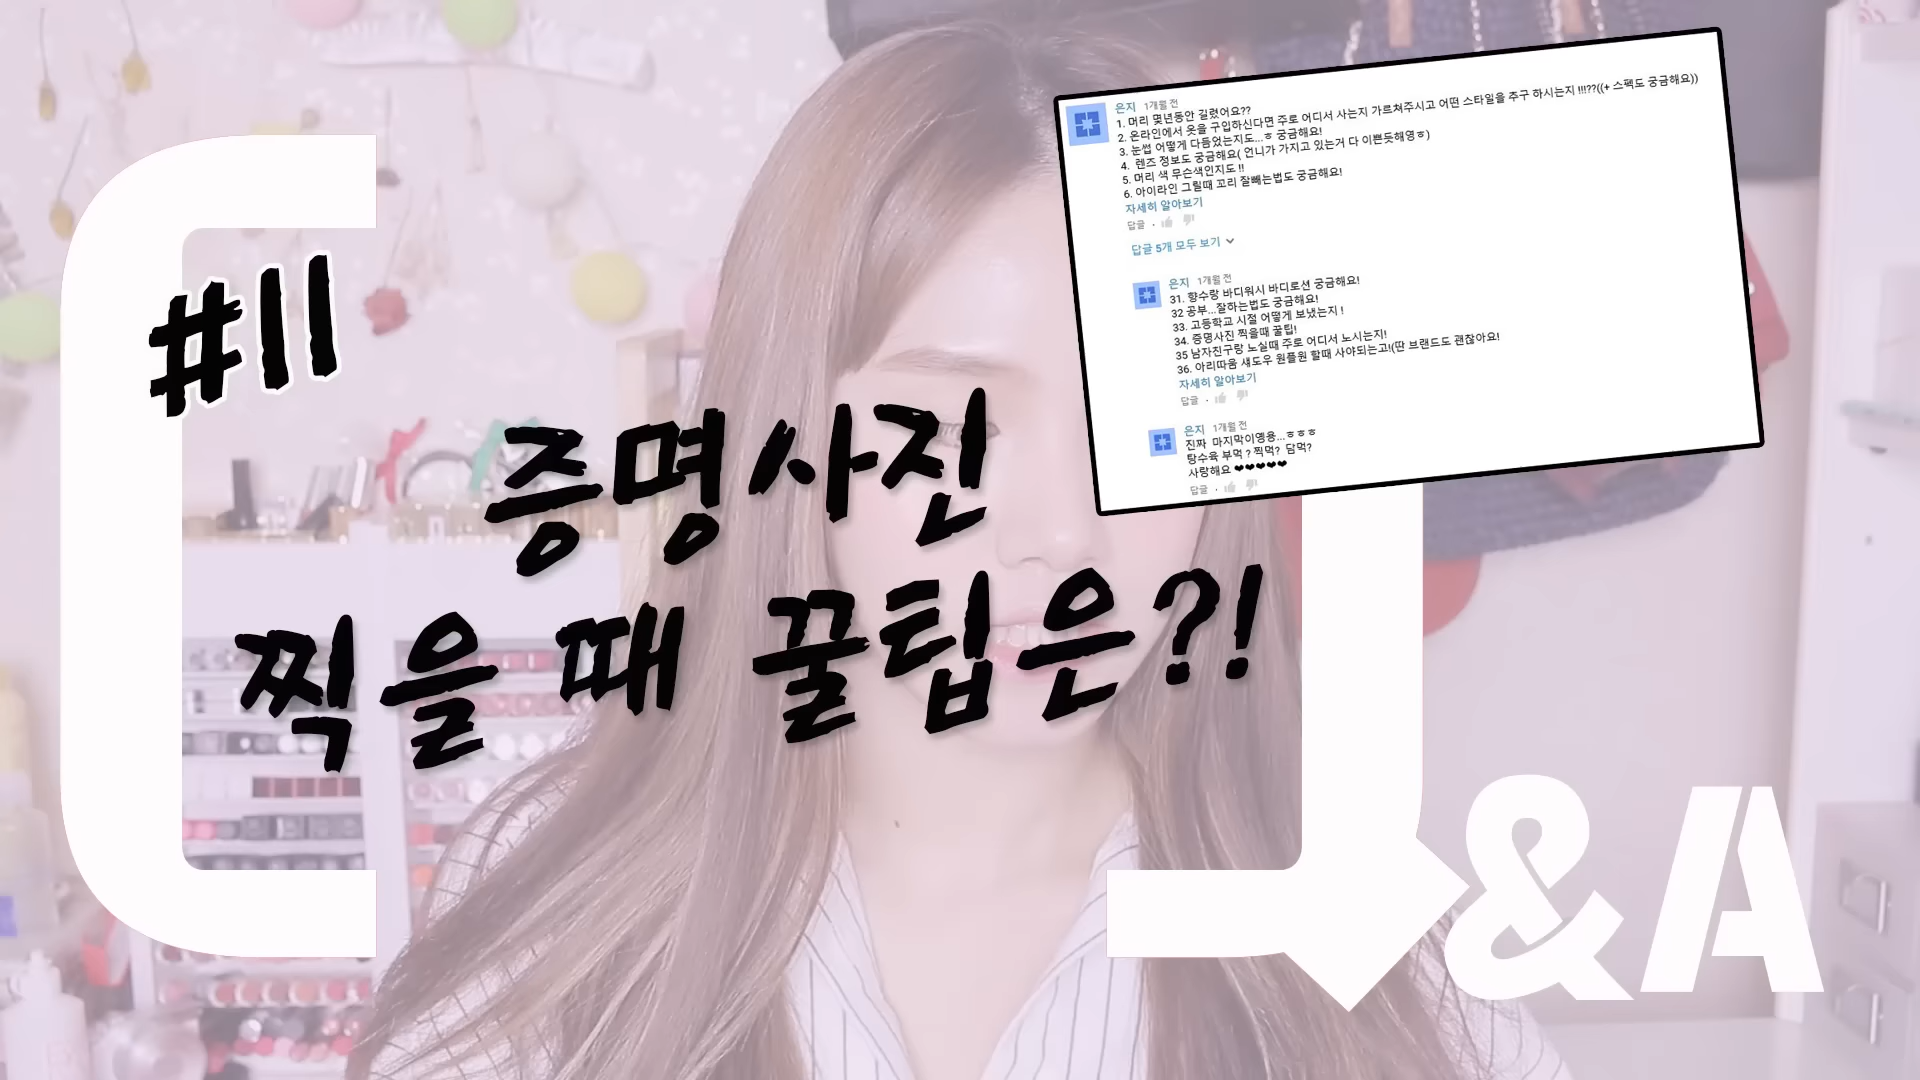 #11
증명사진
찍을 때 꿀팁은?!
&A
은지 1개월 전
1. 머리 몇년동안 길렀어요??
2. 온라인에서 옷을 구입하신다면 주로 어디서 사는지 가르쳐주시고 어떤 스타일을 추구 하시는지 !!!??((+ 스펙도 궁금해요))
3. 눈썹 어떻게 다듬었는지도...ㅎ 궁금해요!
4. 렌즈 정보도 궁금해요( 언니가 가지고 있는거 다 이쁜듯해영ㅎ)
5. 머리 색 무슨색인지도 !!
6. 아이라인 그릴때 꼬리 잘빼는법도 궁금해요!
자세히 알아보기
답글 ·
답글 5개 모두 보기
은지 1개월 전
31. 향수랑 바디워시 바디로션 궁금해요!
32 공부...잘하는법도 궁금해요!
33. 고등학교 시절 어떻게 보냈는지 !
34. 증명사진 찍을때 꿀팁!
35 남자친구랑 노실때 주로 어디서 노시는지!
36. 아리따움 섀도우 원플원 할때 사야되는고!(딴 브랜드도 괜찮아요!
자세히 알아보기
답글 ·
은지 1개월 전
진짜 마지막이영용...ㅎㅎㅎ
탕수육 부먹 ? 찍먹? 담먹?
사랑해요 ❤❤❤❤❤
답글 ·